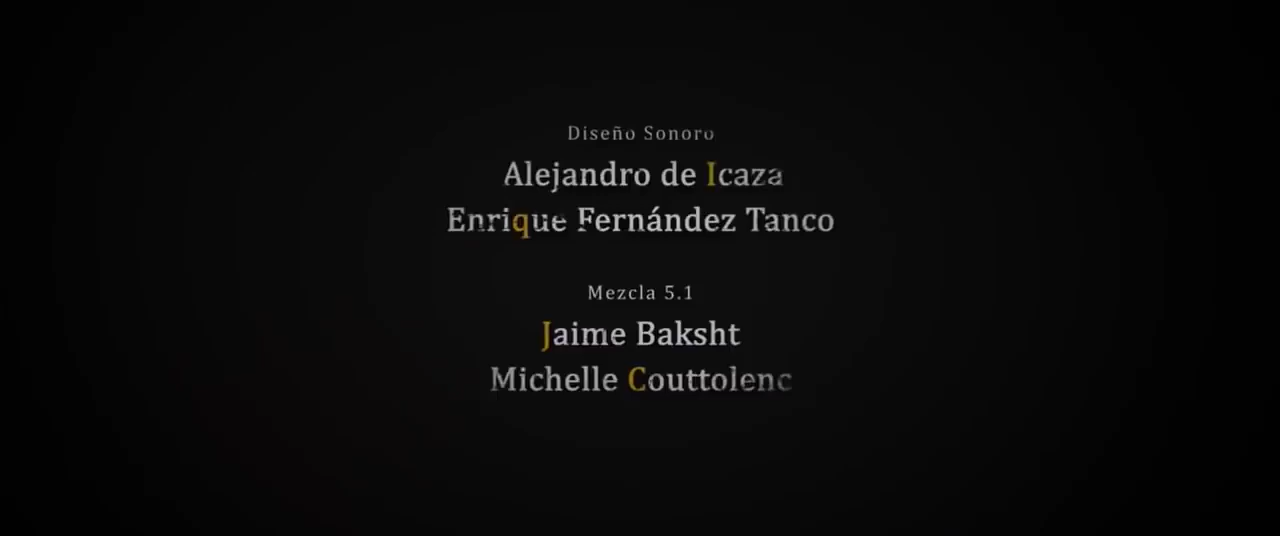 Diseño Sonoro
Alejandro de Icaza
Enrique Fernández Tanco
Mezcla 5.1
Jaime Baksht
Michelle Couttolenc